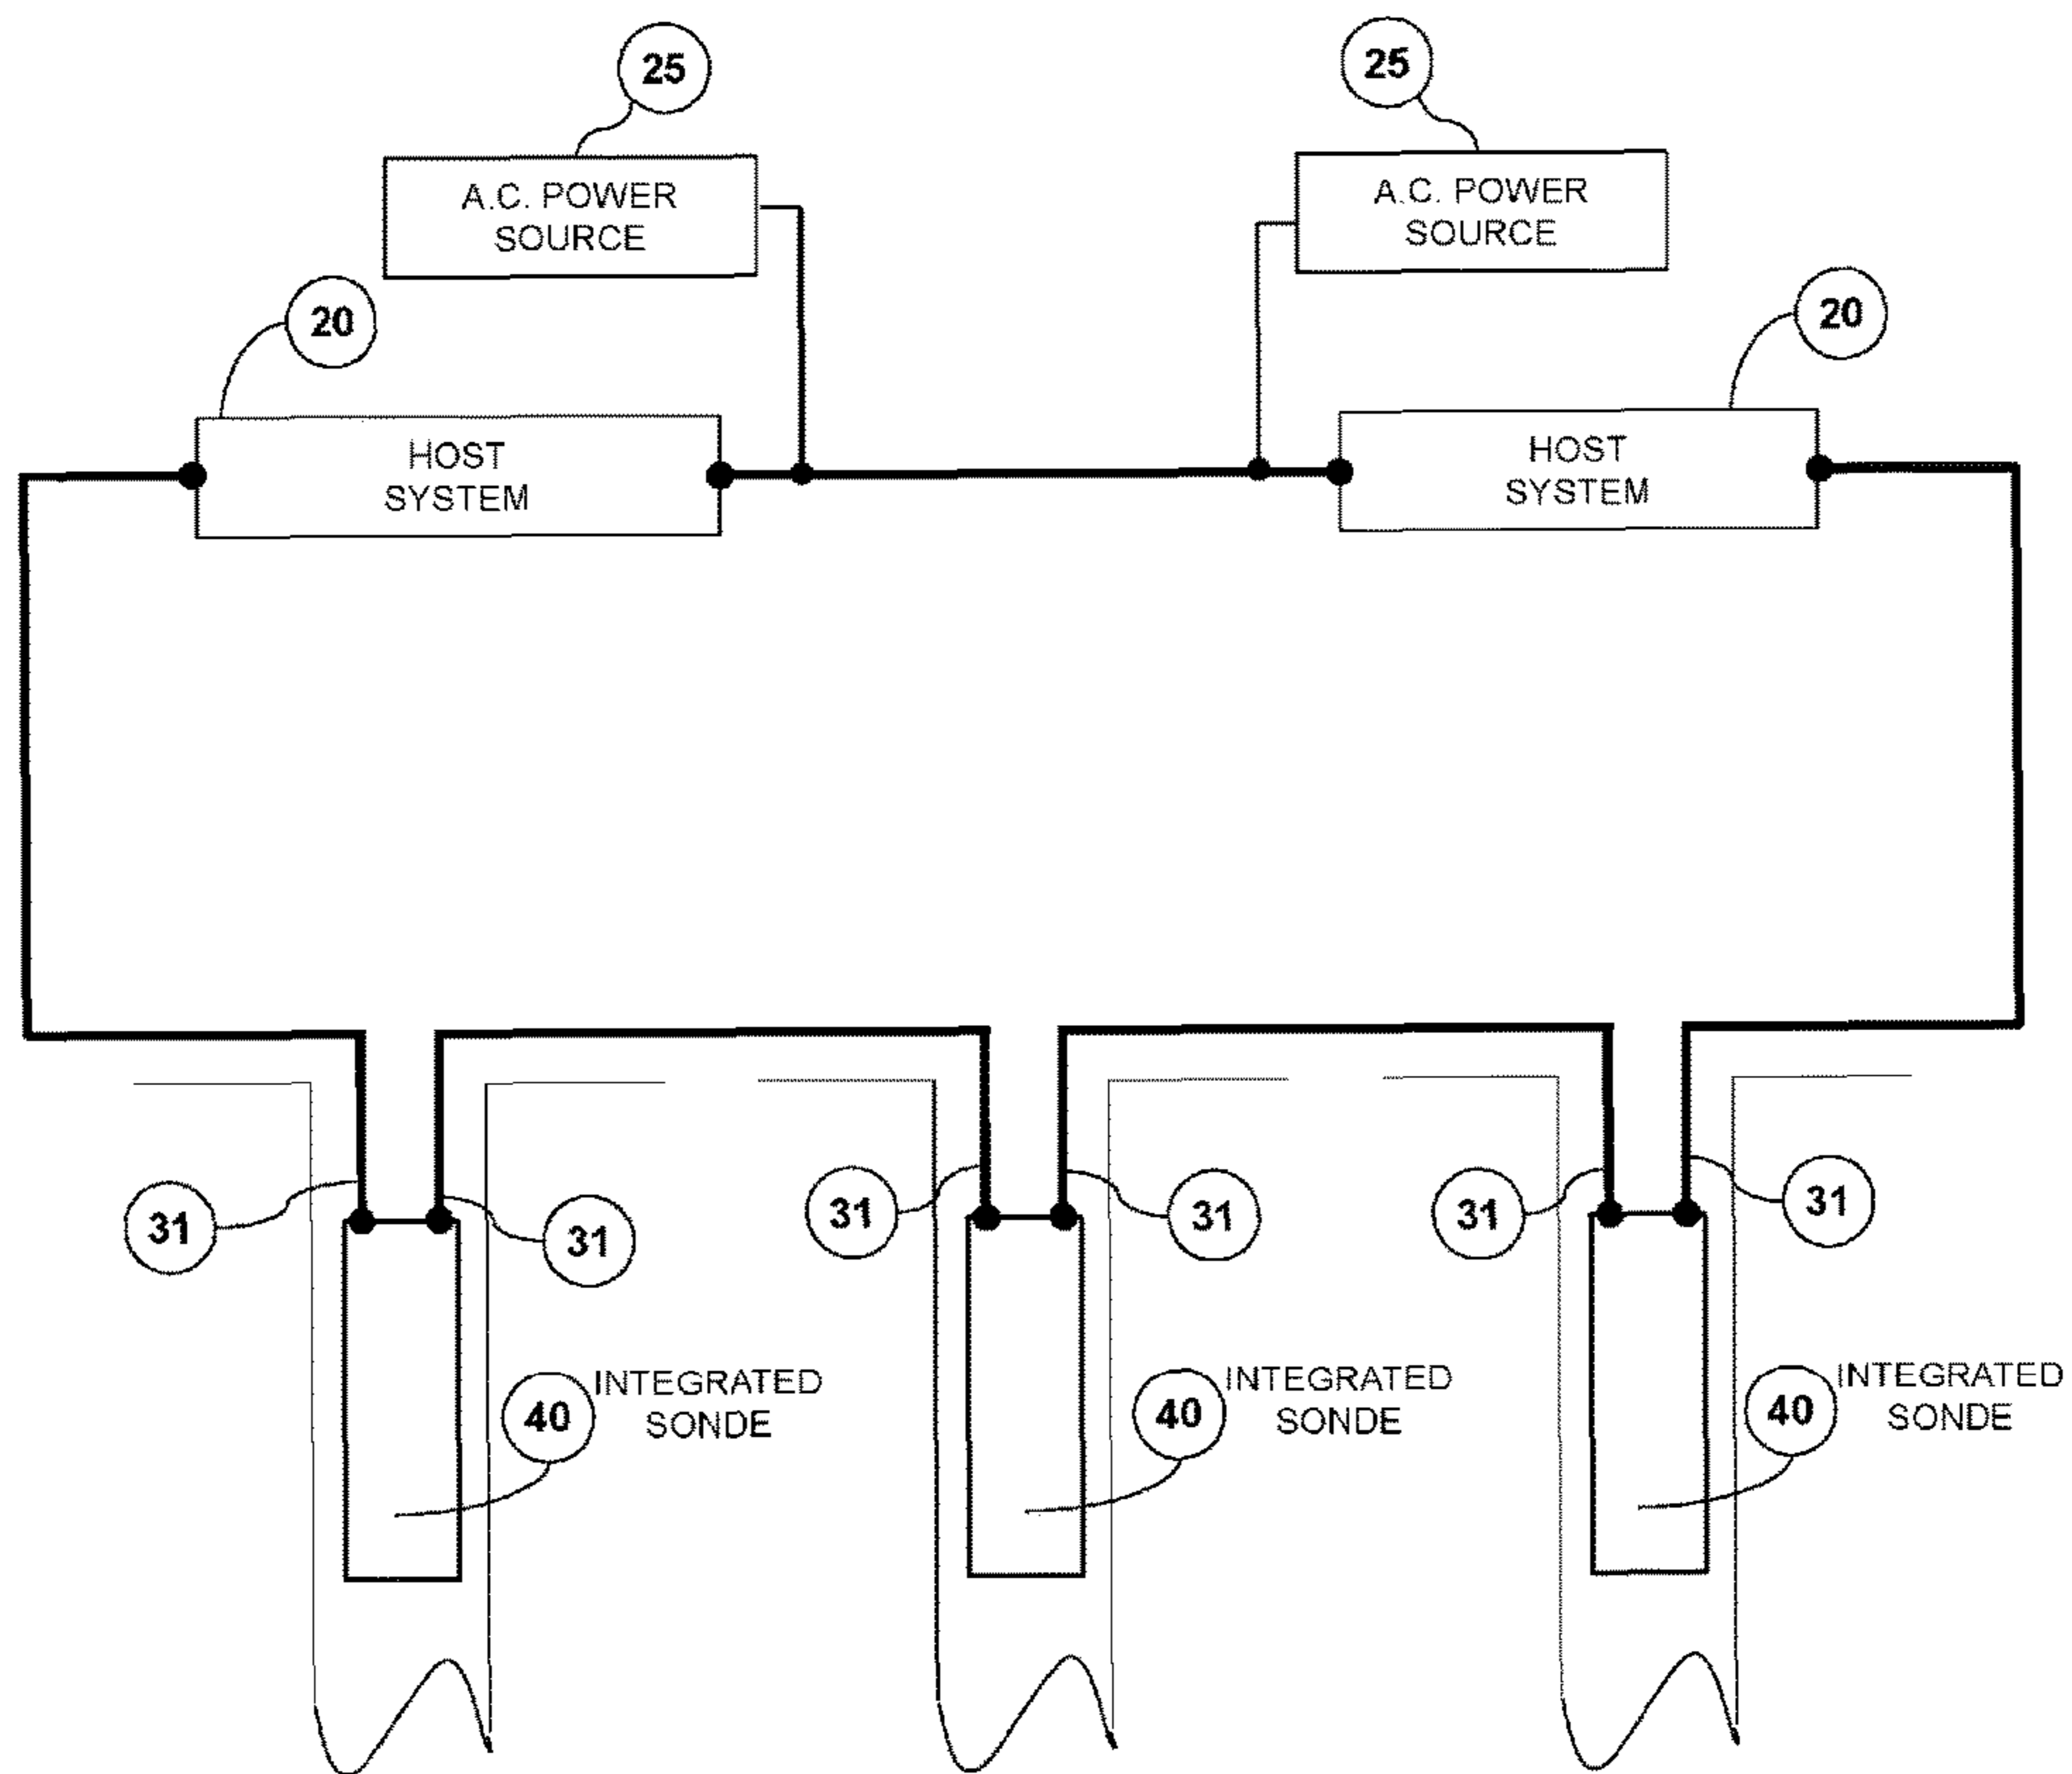 25
25
A.C. POWER
SOURCE
A.C. POWER
SOURCE
20
20
HOST
SYSTEM
HOST
SYSTEM
31
31
31
31
31
31
40
INTEGRATED
SONDE
40
INTEGRATED
SONDE
40
INTEGRATED
SONDE